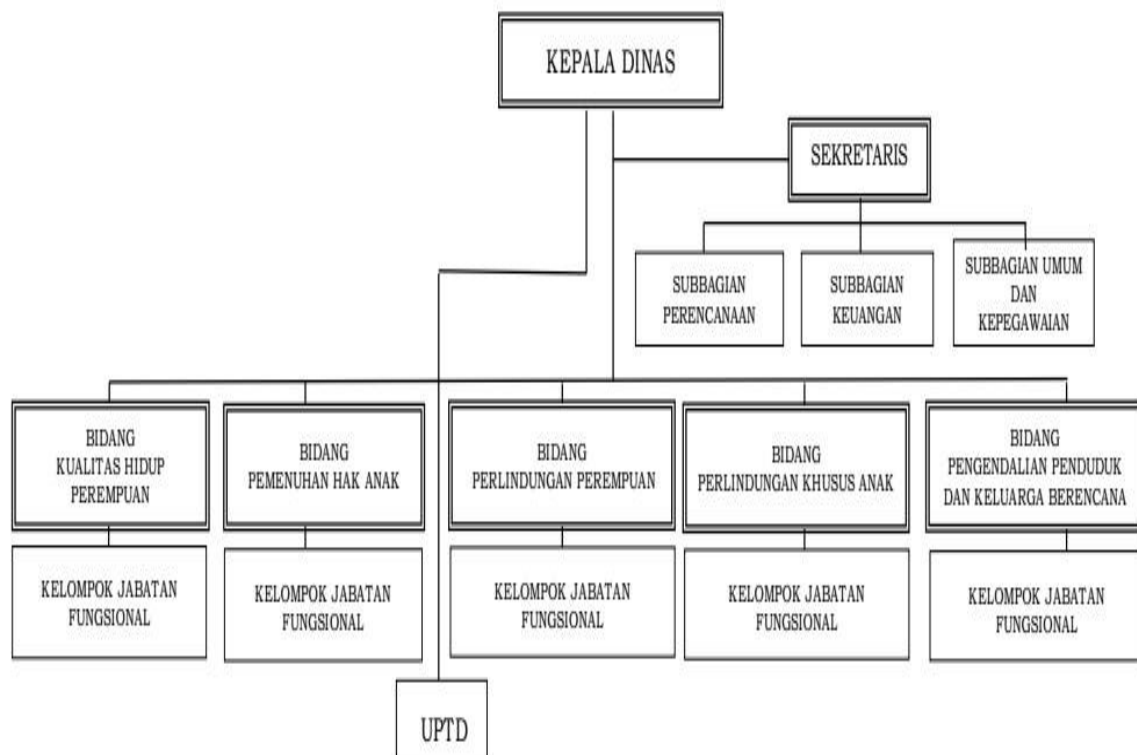 KEPALA DINAS
SEKRETARIS
SUBBAGIAN
PERENCANAAN
SUBBAGIAN
KEUANGAN
SUBBAGIAN UMUM
DAN
KEPEGAWAIAN
BIDANG
KUALITAS HIDUP
PEREMPUAN
BIDANG
PEMENUHAN HAK ANAK
BIDANG
PERLINDUNGAN PEREMPUAN
BIDANG
PERLINDUNGAN KHUSUS ANAK
BIDANG
PENGENDALIAN PENDUDUK
DAN KELUARGA BERENCANA
KELOMPOK JABATAN
FUNGSIONAL
KELOMPOK JABATAN
FUNGSIONAL
KELOMPOK JABATAN
FUNGSIONAL
KELOMPOK JABATAN
FUNGSIONAL
KELOMPOK JABATAN
FUNGSIONAL
UPTD